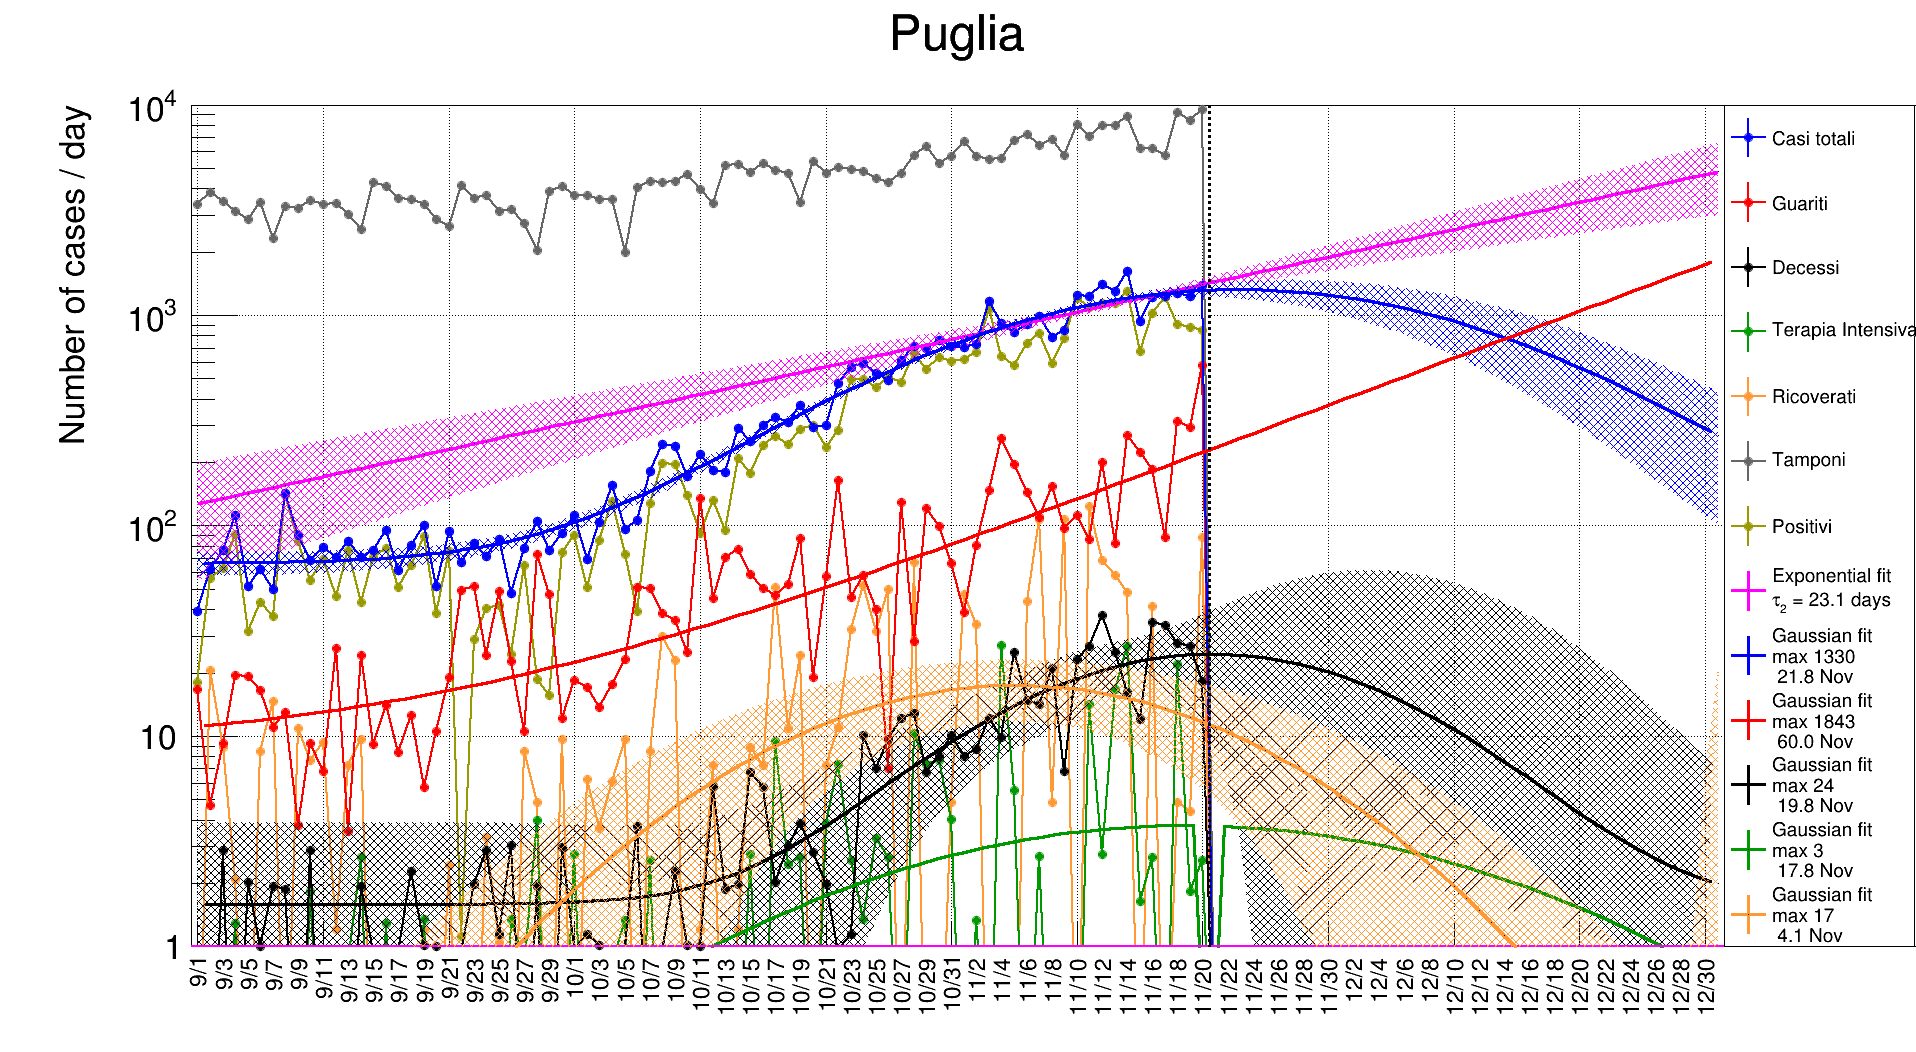 Puglia
Number of cases / day
10^4
10^3
10^2
10
1
9/1 9/3 9/5 9/7 9/9 9/11 9/13 9/15 9/17 9/19 9/21 9/23 9/25 9/27 9/29 10/1 10/3 10/5 10/7 10/9 10/11 10/13 10/15 10/17 10/19 10/21 10/23 10/25 10/27 10/29 10/31 11/2 11/4 11/6 11/8 11/10 11/12 11/14 11/16 11/18 11/20 11/22 11/24 11/26 11/28 11/30 12/2 12/4 12/6 12/8 12/10 12/12 12/14 12/16 12/18 12/20 12/22 12/24 12/26 12/28 12/30
Casi totali
Guariti
Decessi
Terapia Intensiva
Ricoverati
Tamponi
Positivi
Exponential fit
τ₂ = 23.1 days
Gaussian fit
max 1330
21.8 Nov
Gaussian fit
max 1843
60.0 Nov
Gaussian fit
max 24
19.8 Nov
Gaussian fit
max 3
17.8 Nov
Gaussian fit
max 17
4.1 Nov